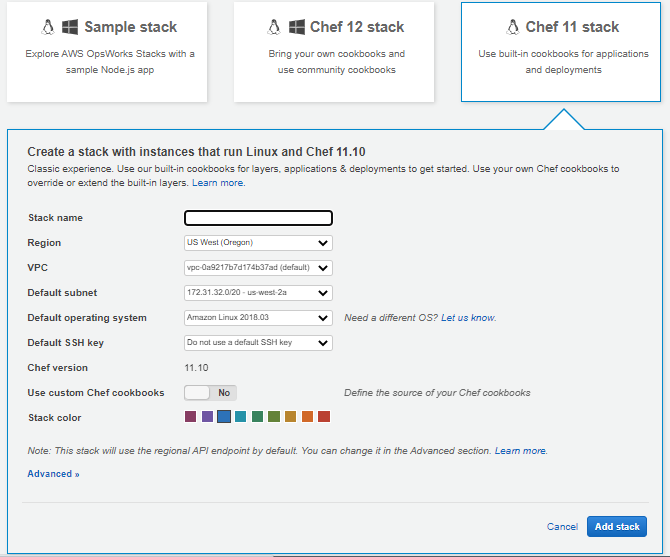 Sample stack
Explore AWS OpsWorks Stacks with a
sample Node.js app
Chef 12 stack
Bring your own cookbooks and
use community cookbooks
Chef 11 stack
Use built-in cookbooks for applications
and deployments
Create a stack with instances that run Linux and Chef 11.10
Classic experience. Use our built-in cookbooks for layers, applications & deployments to get started. Use your own Chef cookbooks to
override or extend the built-in layers. Learn more.
Stack name
Region US West (Oregon)
VPC vpc-0a9217b7d174b37ad (default)
Default subnet 172.31.32.0/20 - us-west-2a
Default operating system Amazon Linux 2018.03 Need a different OS? Let us know.
Default SSH key Do not use a default SSH key
Chef version 11.10
Use custom Chef cookbooks No Define the source of your Chef cookbooks
Stack color
Note: This stack will use the regional API endpoint by default. You can change it in the Advanced section. Learn more.
Advanced »
Cancel Add stack